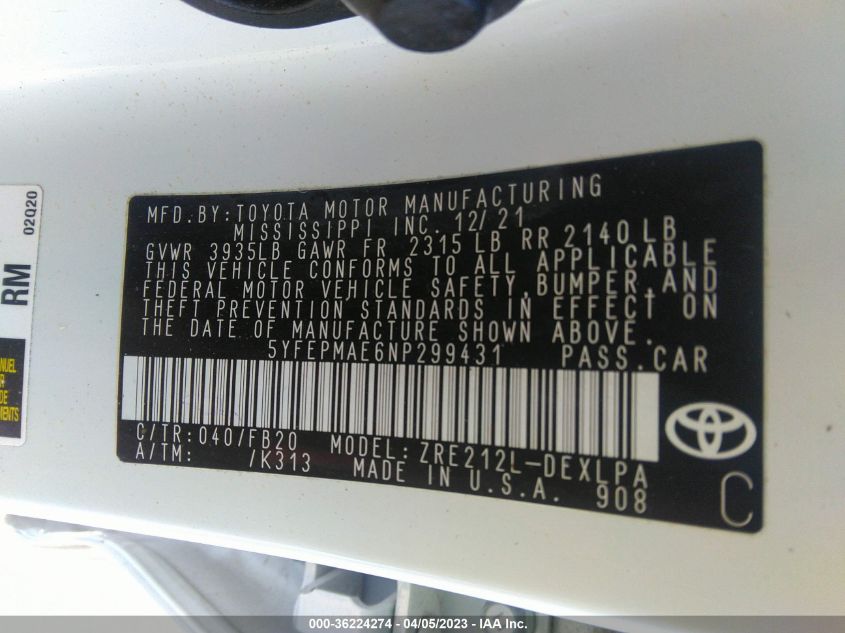 02Q20
RM
MFD.BY:TOYOTA MOTOR MANUFACTURING
MISSISSIPPI INC. 12/21
GVWR 3935LB GAWR FR 2315 LB RR 2140 LB
THIS VEHICLE CONFORMS TO ALL APPLICABLE
FEDERAL MOTOR VEHICLE SAFETY,BUMPER,AND
THEFT PREVENTION STANDARDS IN EFFECT ON
THE DATE OF MANUFACTURE SHOWN ABOVE.
5YFEPMAE6NP299431 PASS.CAR
C/TR:040/FB20 MODEL:ZRE212L-DEXLPA
A/TM: /K313 MADE IN U.S.A. 908
C
000-36224274 - 04/05/2023 - IAA Inc.